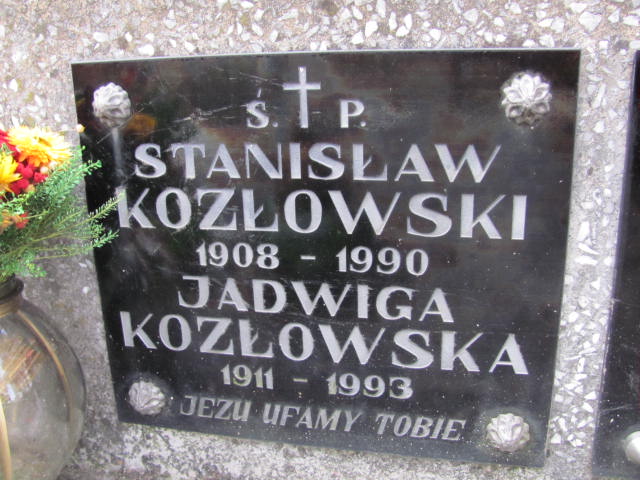 Ś. P.
STANISŁAW
KOZŁOWSKI
1908 - 1990
JADWIGA
KOZŁOWSKA
1911 - 1993
JEZU UFAMY TOBIE